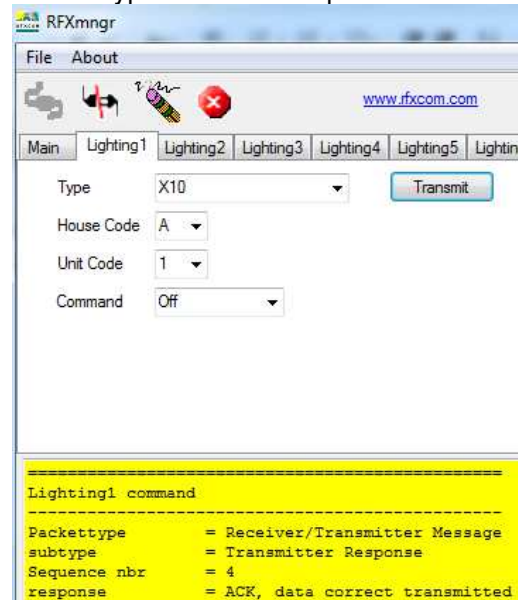 RFXmngr
File About
www.rfxcom.com
Main Lighting1 Lighting2 Lighting3 Lighting4 Lighting5 Lightin
Type X10 Transmit
House Code A
Unit Code 1
Command Off
==================================================
Lighting1 command
--------------------------------------------------
Packettype = Receiver/Transmitter Message
subtype = Transmitter Response
Sequence nbr = 4
response = ACK, data correct transmitted